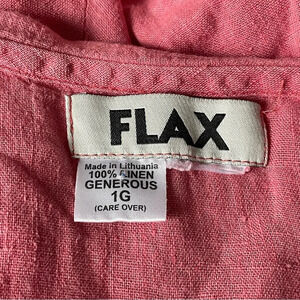 FLAX
Made in Lithuania
100% LINEN
GENEROUS
1G
(CARE OVER)